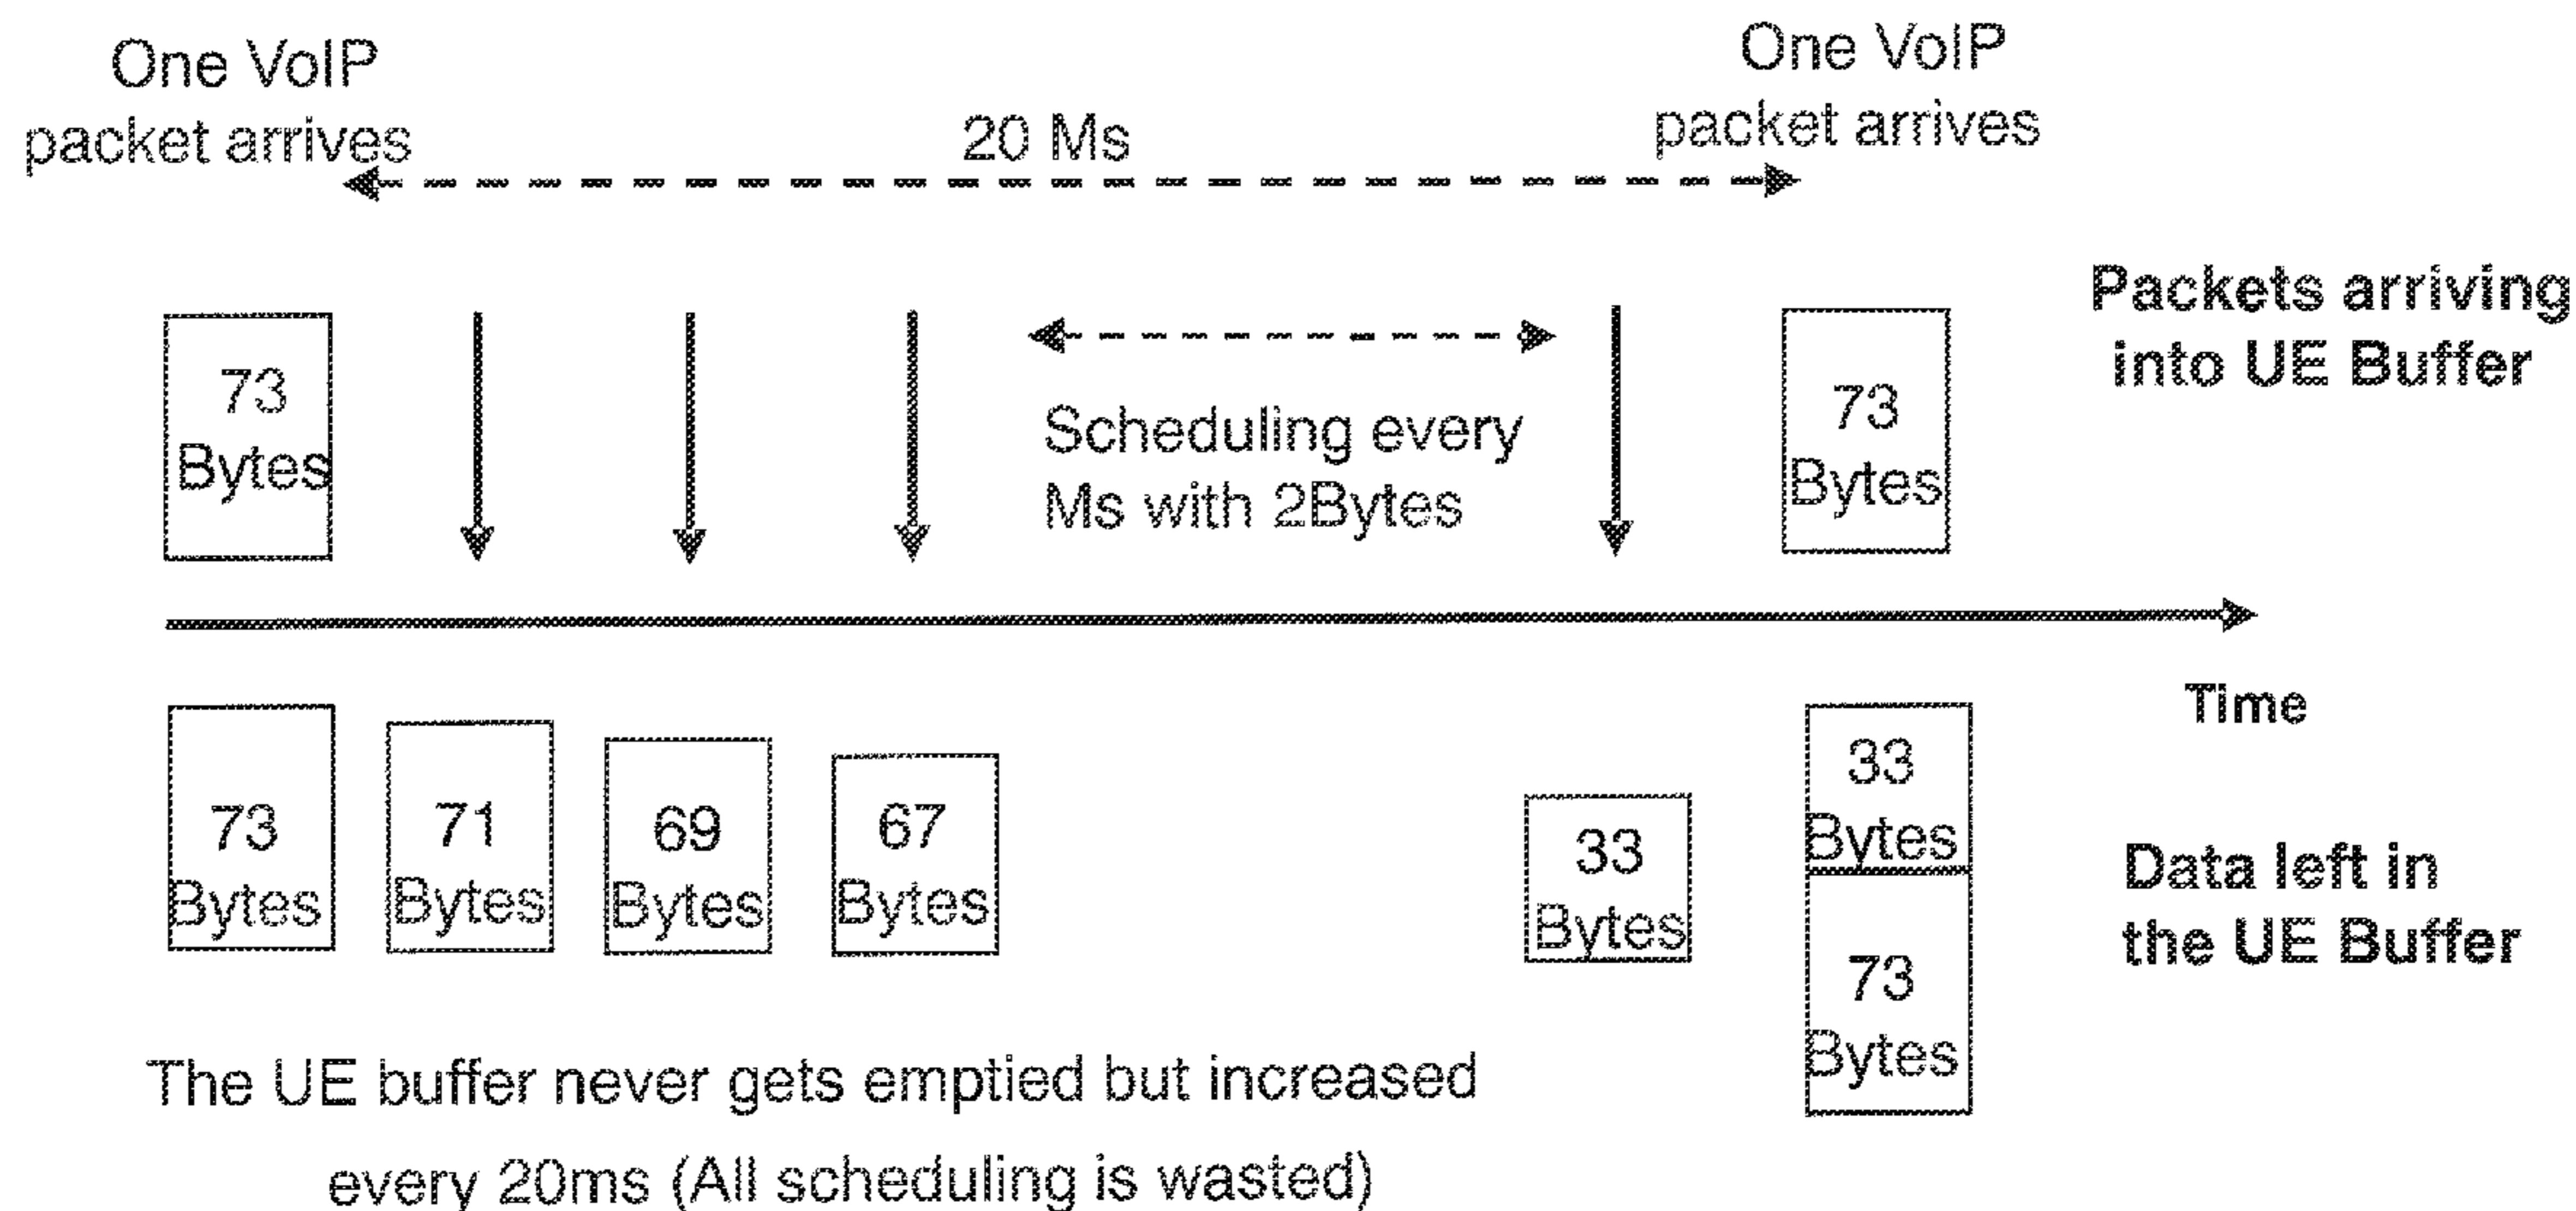 One VoIP
packet arrives
20 Ms
One VoIP
packet arrives
73
Bytes
Scheduling every
Ms with 2Bytes
73
Bytes
Packets arriving
into UE Buffer
Time
73
Bytes
71
Bytes
69
Bytes
67
Bytes
33
Bytes
33
Bytes
73
Bytes
Data left in
the UE Buffer
The UE buffer never gets emptied but increased
every 20ms (All scheduling is wasted)